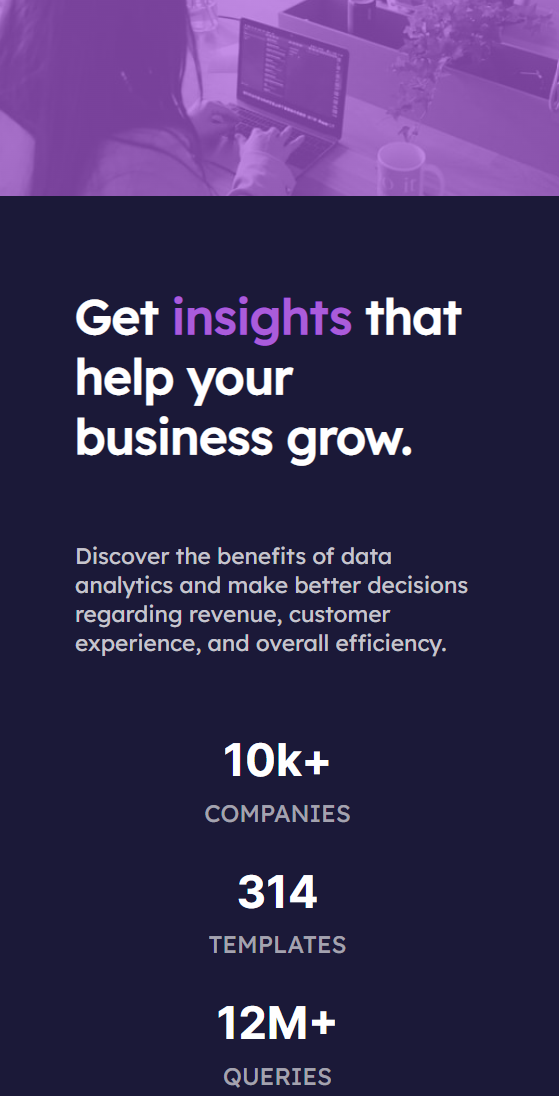 Get insights that
help your
business grow.
Discover the benefits of data
analytics and make better decisions
regarding revenue, customer
experience, and overall efficiency.
10k+
COMPANIES
314
TEMPLATES
12M+
QUERIES